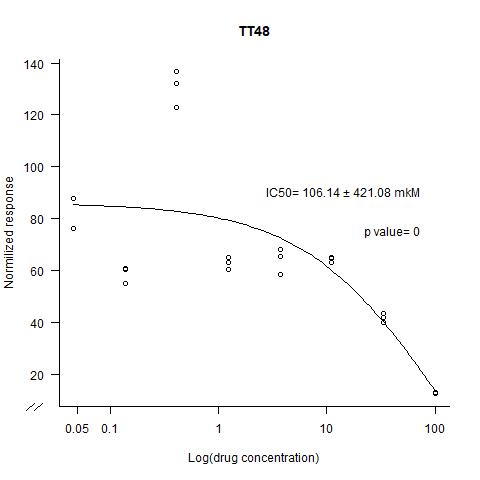 TT48
140
120
100
80
60
40
20
Normilized response
IC50= 106.14 ± 421.08 mkM
p value= 0
0.05 0.1 1 10 100
Log(drug concentration)